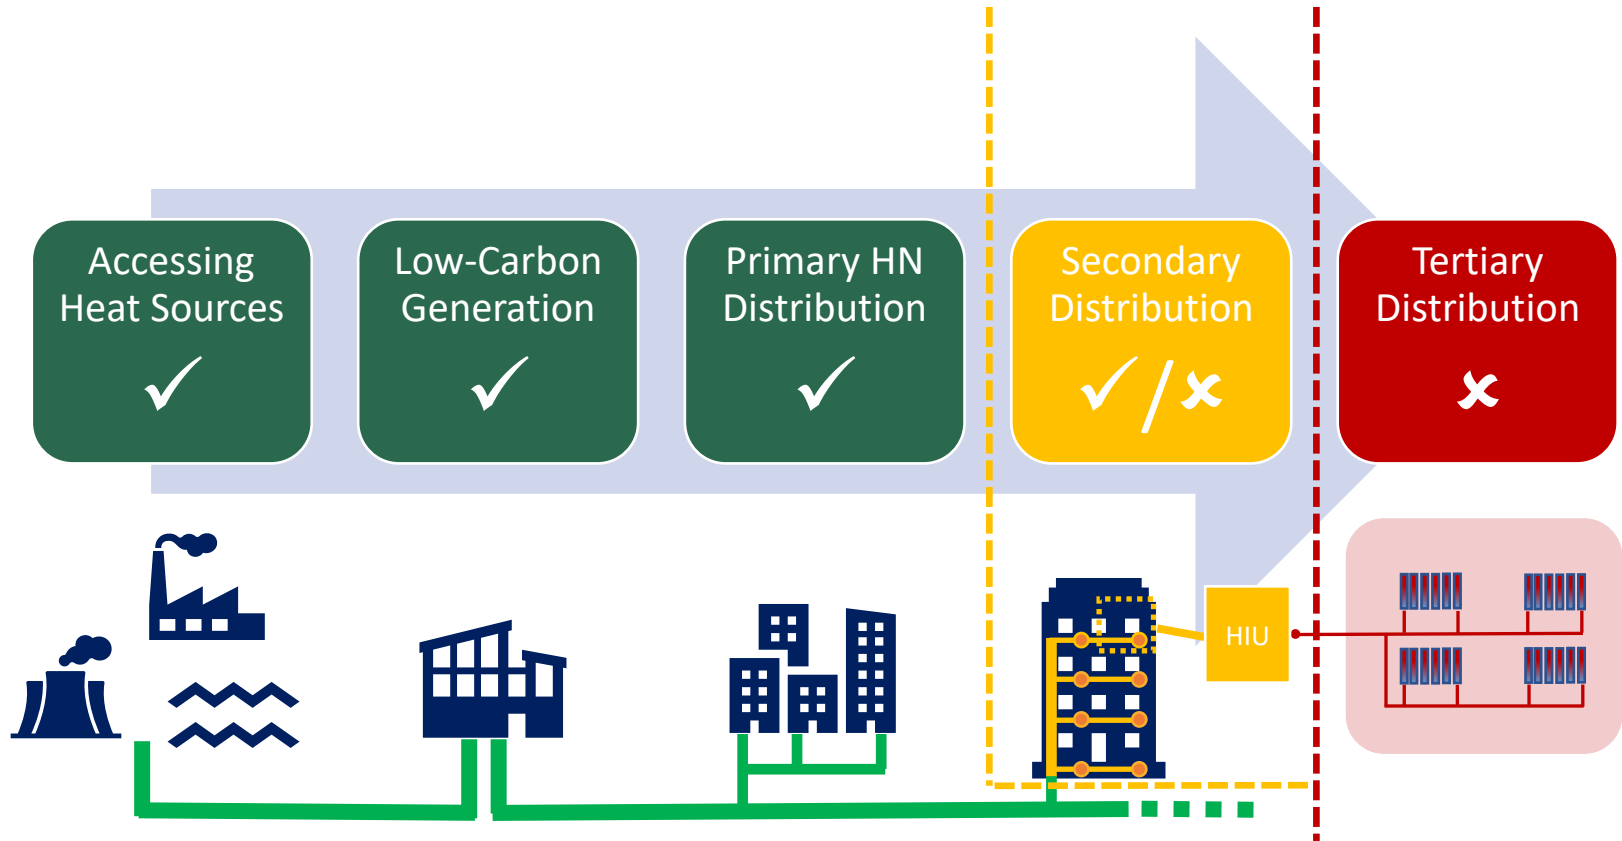 Accessing
Heat Sources
✓
Low-Carbon
Generation
✓
Primary HN
Distribution
✓
Secondary
Distribution
✓/✘
Tertiary
Distribution
✘
HIU